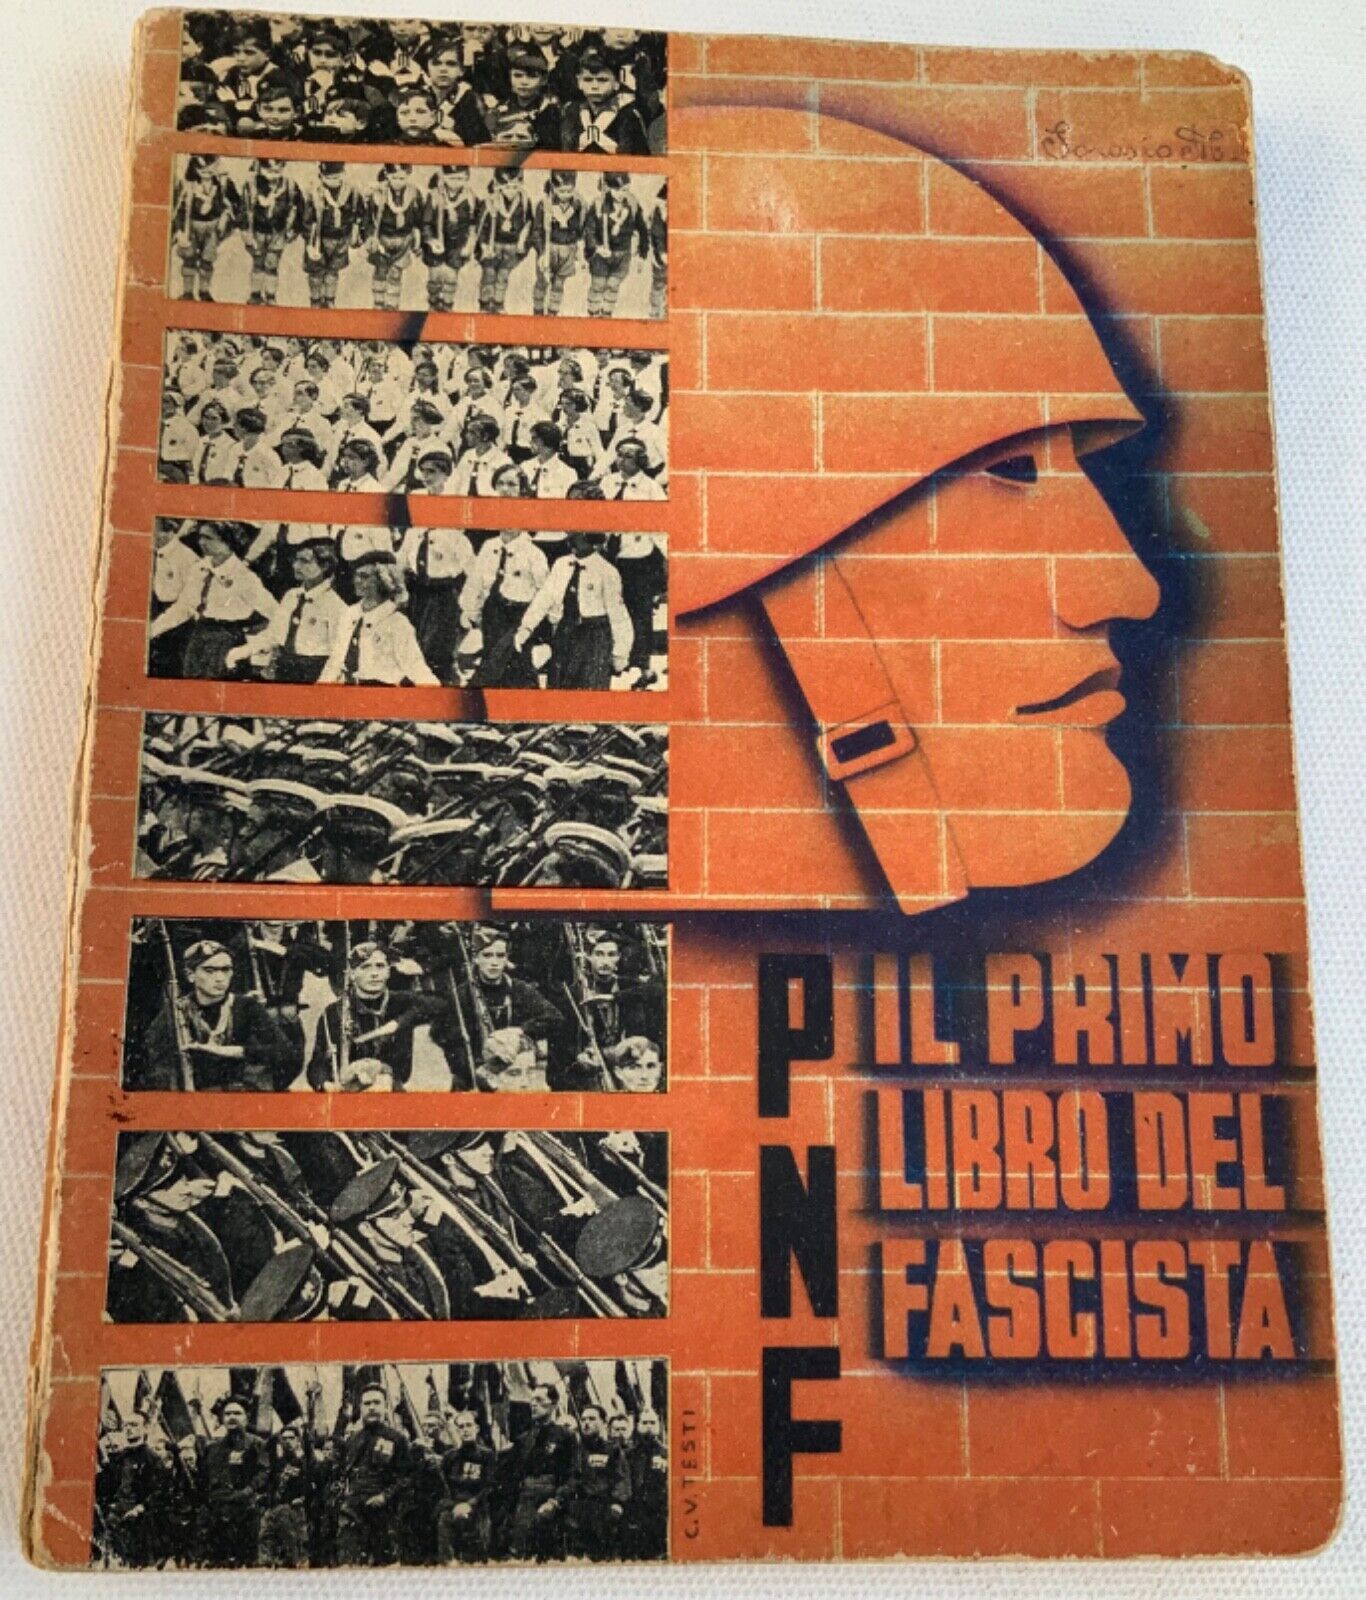 PNF
IL PRIMO
LIBRO DEL
FASCISTA
C.V.TESTI